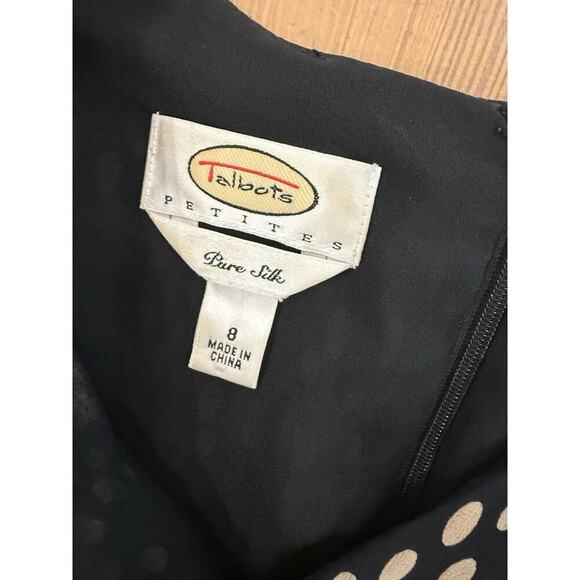 Talbots
PETITES
Pure Silk
8
MADE IN
CHINA